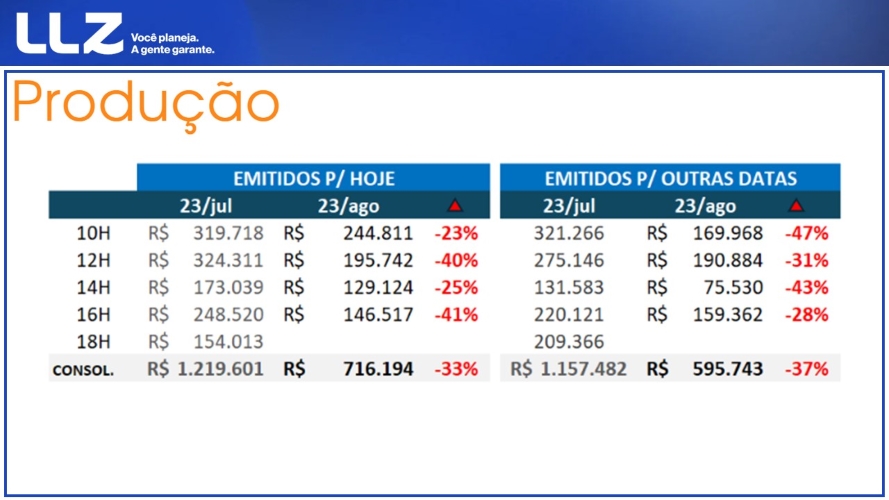 LLZ
Você planeja.
A gente garante.
Produção
EMITIDOS P/ HOJE EMITIDOS P/ OUTRAS DATAS
23/jul 23/ago 23/jul 23/ago
10H R$ 319.718 R$ 244.811 -23% 321.266 R$ 169.968 -47%
12H R$ 324.311 R$ 195.742 -40% 275.146 R$ 190.884 -31%
14H R$ 173.039 R$ 129.124 -25% 131.583 R$ 75.530 -43%
16H R$ 248.520 R$ 146.517 -41% 220.121 R$ 159.362 -28%
18H R$ 154.013 209.366
CONSOL. R$ 1.219.601 R$ 716.194 -33% R$ 1.157.482 R$ 595.743 -37%